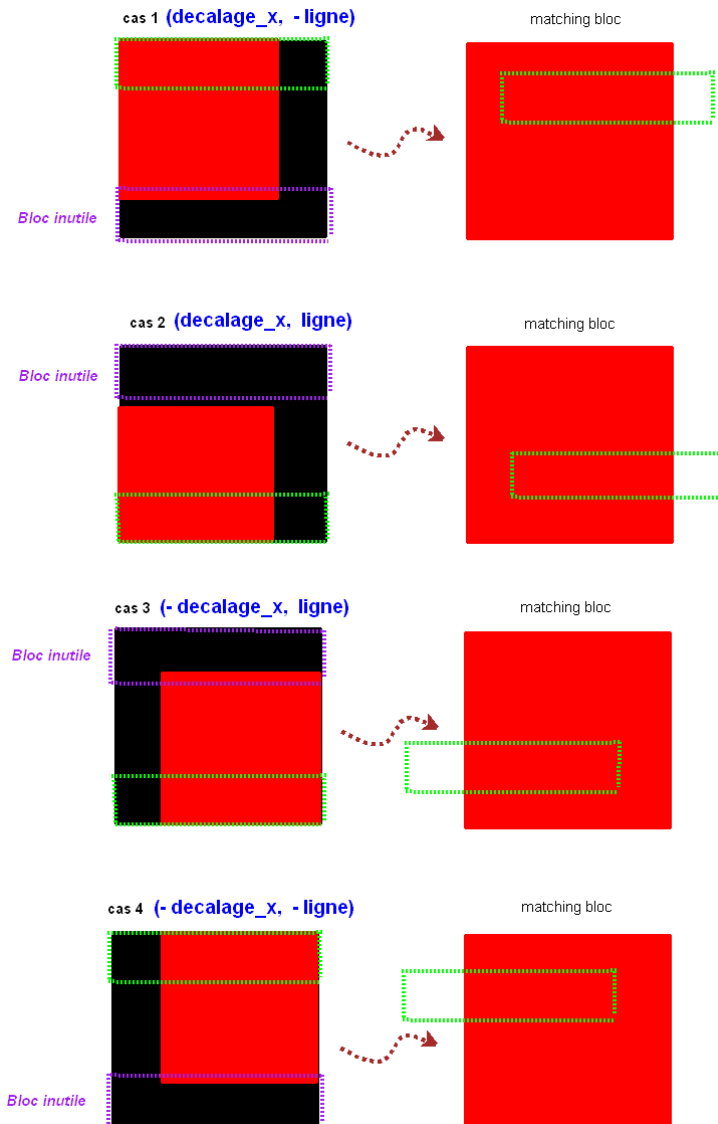 cas 1 (decalage_x, - ligne)
matching bloc
Bloc inutile
cas 2 (decalage_x, ligne)
matching bloc
Bloc inutile
cas 3 (- decalage_x, ligne)
matching bloc
Bloc inutile
cas 4 (- decalage_x, - ligne)
matching bloc
Bloc inutile